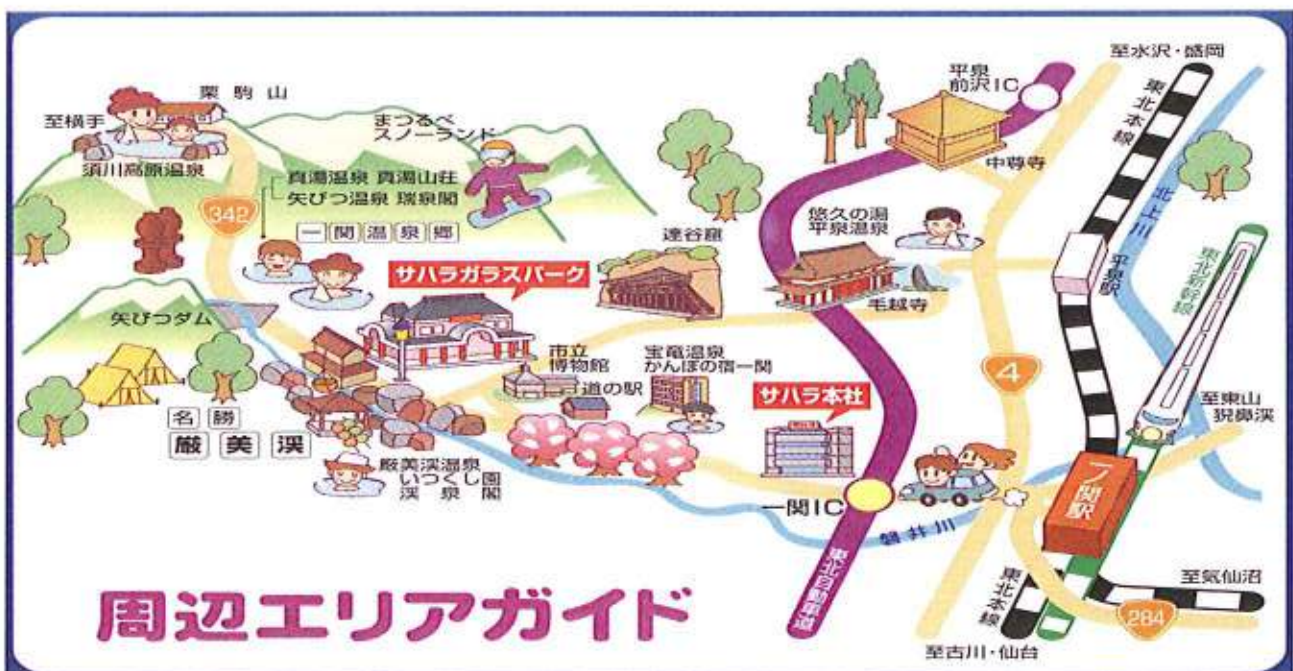 至水沢・盛岡
平泉
前沢IC
東北本線
栗駒山
至横手
須川高原温泉
まつるべ
スノーランド
中尊寺
北上川
342
真湯温泉 真湯山荘
矢びつ温泉 瑞泉閣
一関温泉郷
サハラガラスパーク
達谷窟
悠久の湯
平泉温泉
毛越寺
平泉駅
東北新幹線
矢びつダム
市立
博物館
道の駅
宝竜温泉
かんぽの宿一関
サハラ本社
4
至東山
猊鼻渓
名勝
厳美渓
厳美渓温泉
いつくし園
渓泉閣
一関IC
磐井川
一ノ関駅
東北自動車道
東北本線
至気仙沼
284
至古川・仙台
周辺エリアガイド